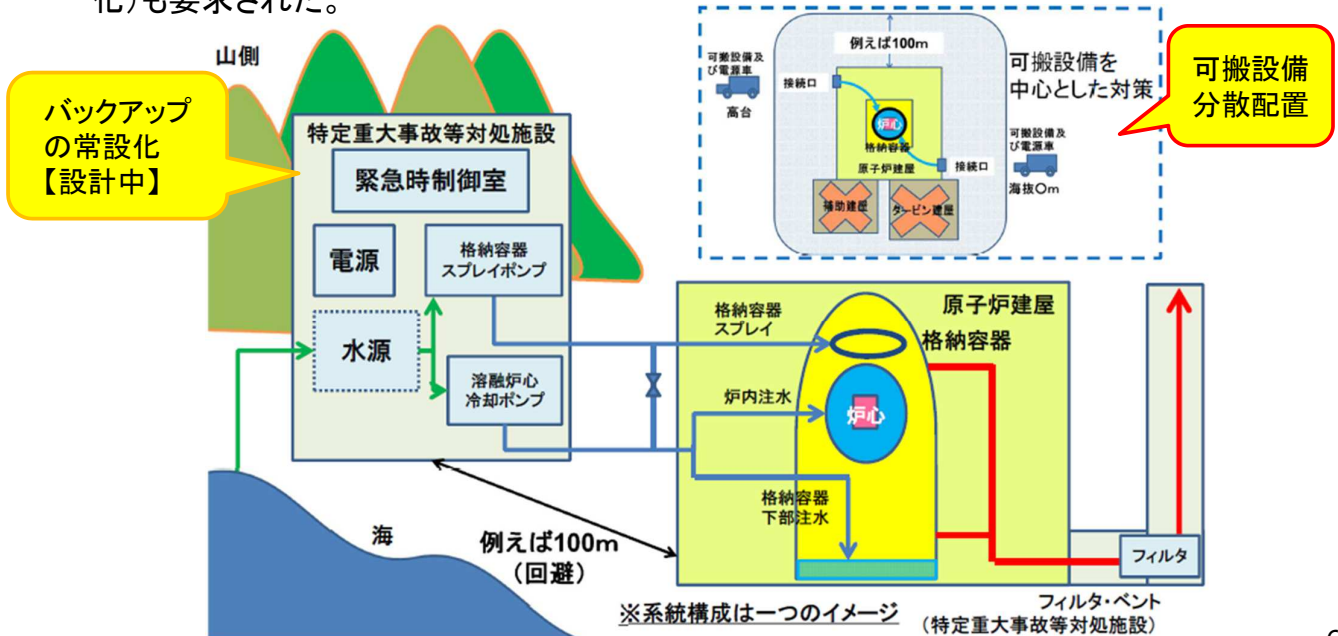 化)も要求された。
山側
バックアップ
の常設化
【設計中】
特定重大事故等対処施設
緊急時制御室
電源
格納容器
スプレイポンプ
水源
溶融炉心
冷却ポンプ
海
例えば100m
(回避)
例えば100m
可搬設備及
び電源車
高台
接続口
炉心
格納容器
原子炉建屋
接続口
可搬設備及
び電源車
海抜〇m
補助建屋
タービン建屋
可搬設備を
中心とした対策
可搬設備
分散配置
格納容器
スプレイ
原子炉建屋
格納容器
炉内注水
炉心
格納容器
下部注水
フィルタ
フィルタ・ベント
(特定重大事故等対処施設)
※系統構成は一つのイメージ